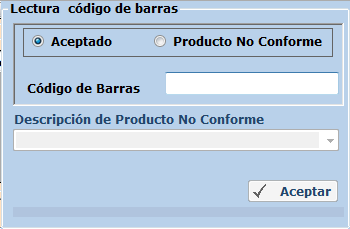 Lectura código de barras
Aceptado Producto No Conforme
Código de Barras
Descripción de Producto No Conforme
Aceptar